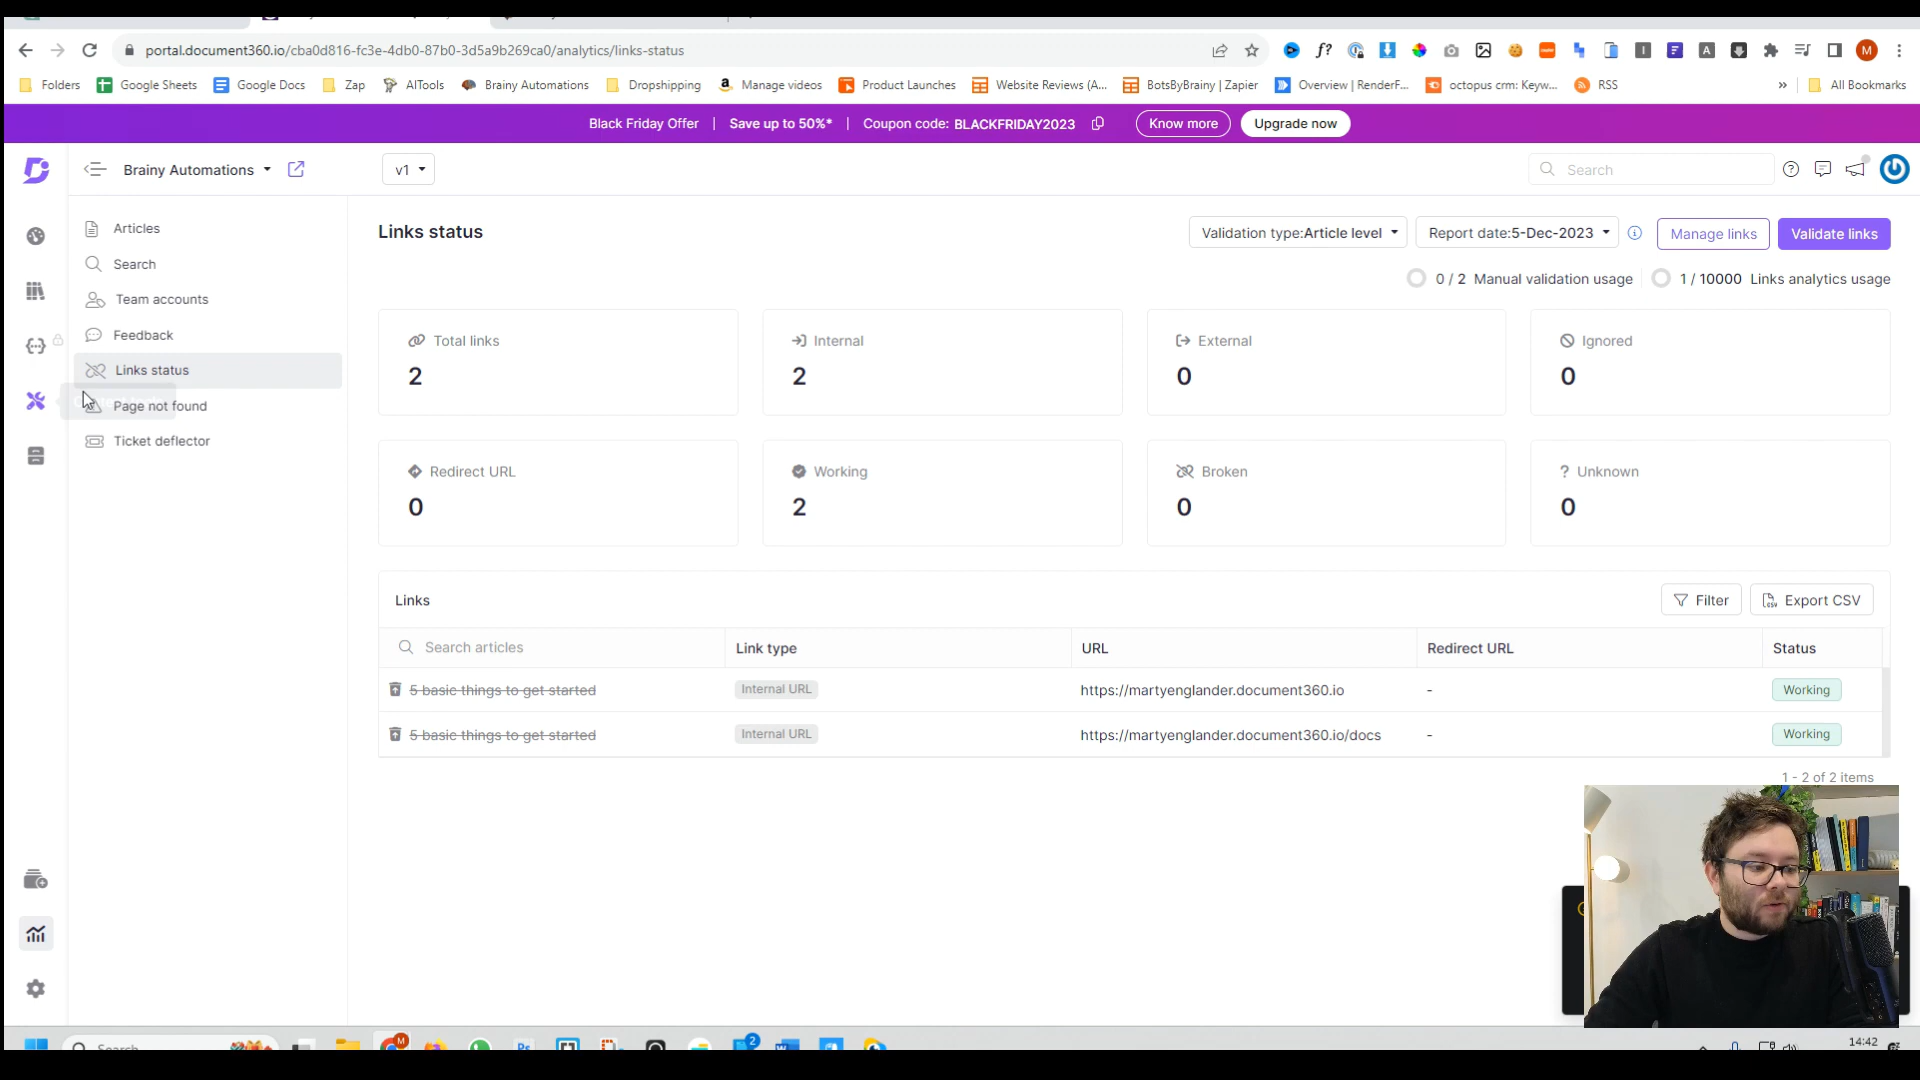 portal.document360.io/cba0d816-fc3e-4db0-87b0-3d5a9b269ca0/analytics/links-status
Folders Google Sheets Google Docs Zap AITools Brainy Automations Dropshipping Manage videos Product Launches Website Reviews (A... BotsByBrainy | Zapier Overview | RenderF... octopus crm: Keyw... RSS » All Bookmarks
Black Friday Offer | Save up to 50%* | Coupon code: BLACKFRIDAY2023 Know more Upgrade now
Brainy Automations v1 Search
Articles
Search
Team accounts
Feedback
Links status
Page not found
Ticket deflector
Links status Validation type:Article level Report date:5-Dec-2023 Manage links Validate links
0 / 2 Manual validation usage 1 / 10000 Links analytics usage
Total links Internal External Ignored
2 2 0 0
Redirect URL Working Broken ? Unknown
0 2 0 0
Links Filter Export CSV
Search articles Link type URL Redirect URL Status
5 basic things to get started Internal URL https://martyenglander.document360.io - Working
5 basic things to get started Internal URL https://martyenglander.document360.io/docs - Working
1 - 2 of 2 items
Search 2 14:42